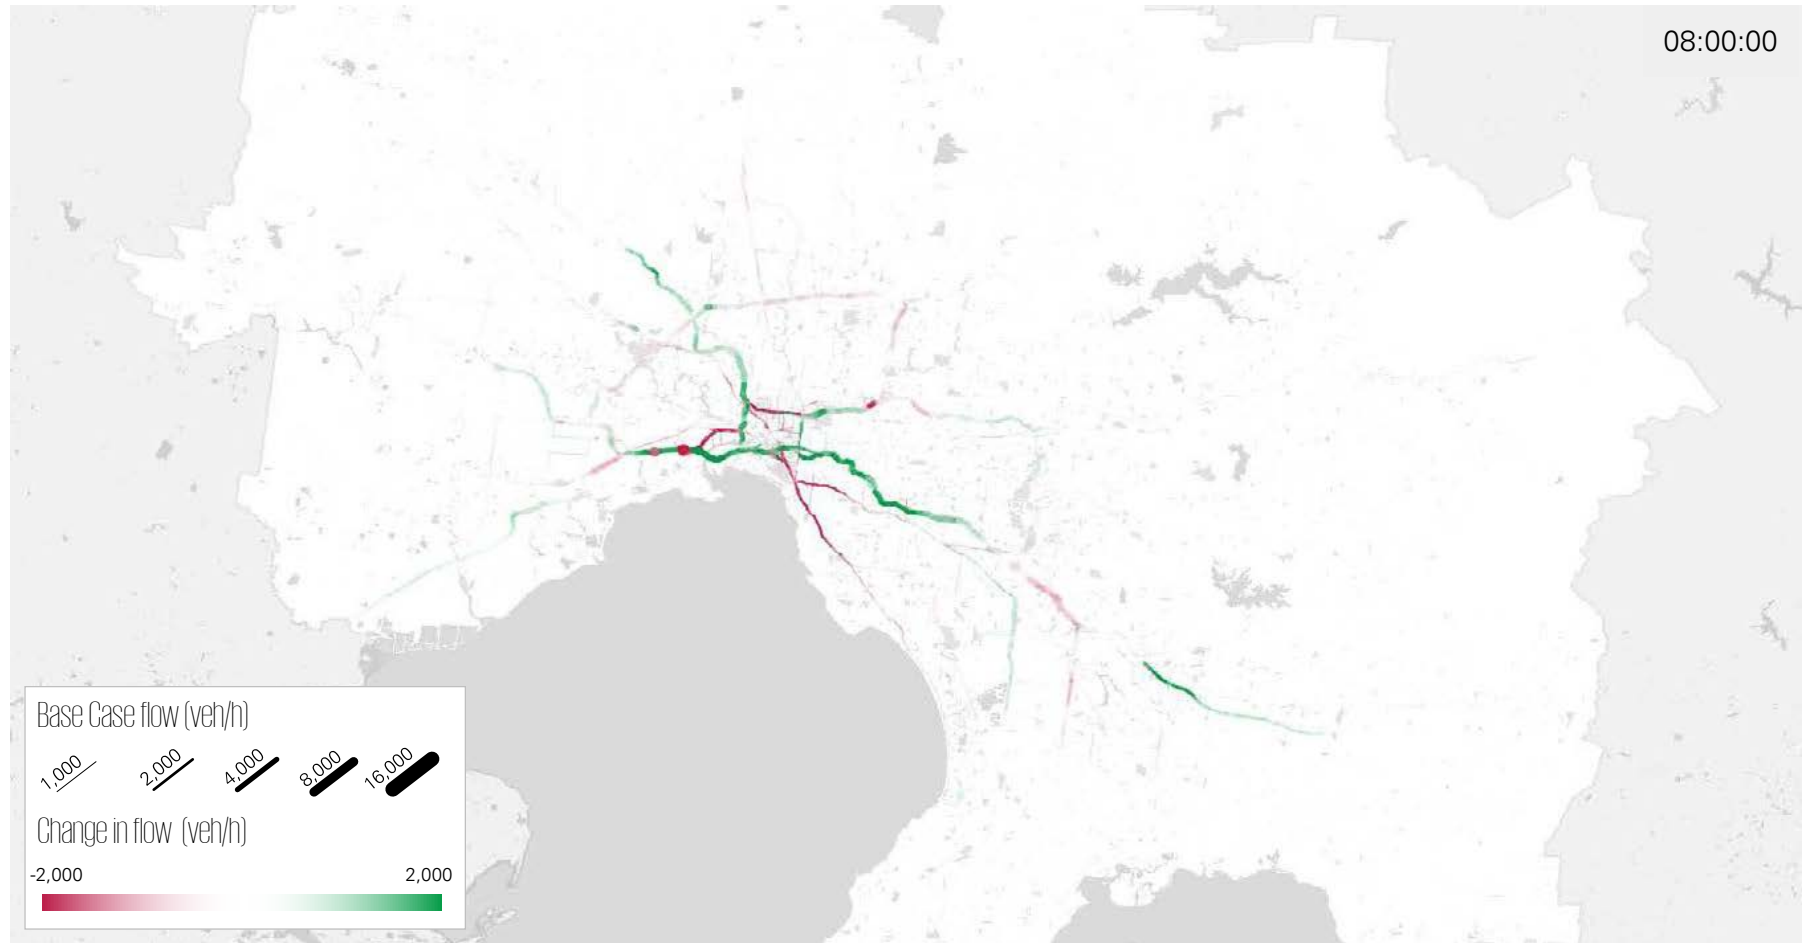 08:00:00
Base Case flow (veh/h)
1,000 2,000 4,000 8,000 16,000
Change in flow (veh/h)
-2,000 2,000